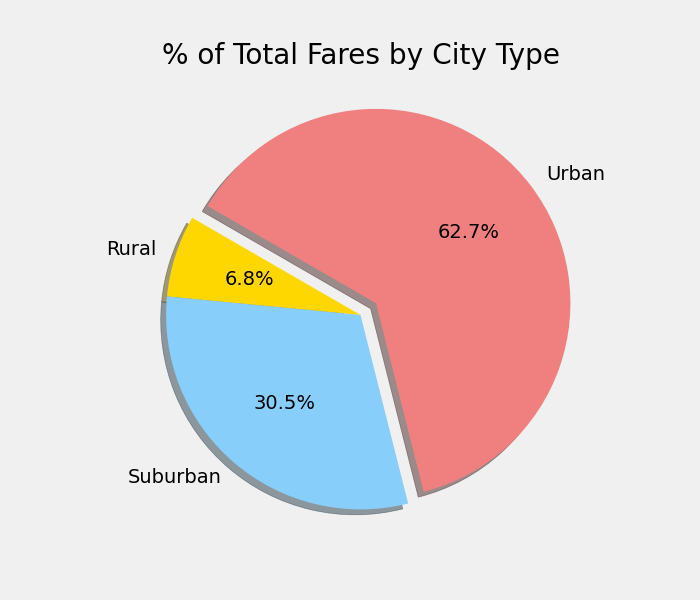 % of Total Fares by City Type
Urban
62.7%
Rural
6.8%
30.5%
Suburban